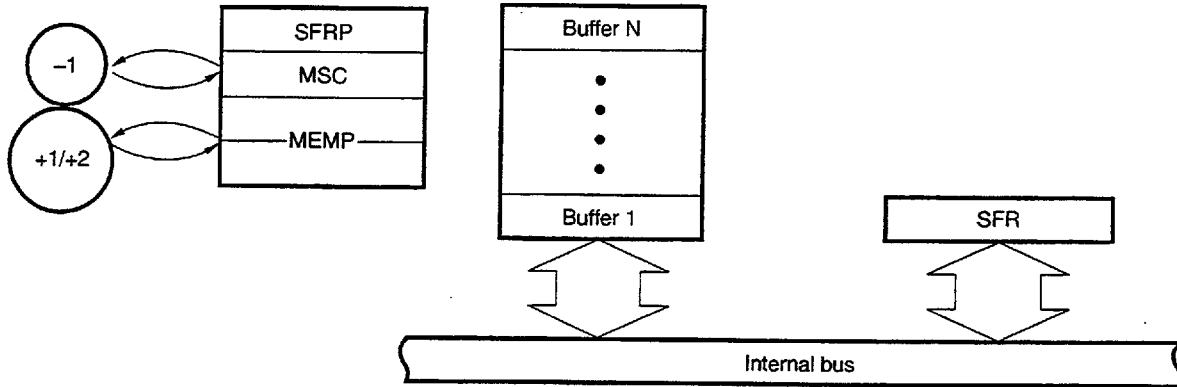 SFRP
MSC
MEMP
–1
+1/+2
Buffer N
Buffer 1
SFR
Internal bus